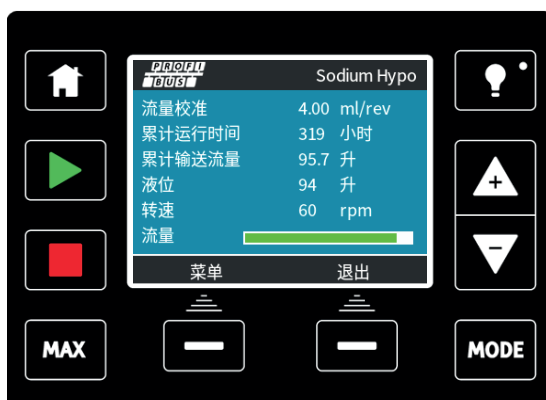 PROFI
BUS
Sodium Hypo
流量校准 4.00 ml/rev
累计运行时间 319 小时
累计输送流量 95.7 升
液位 94 升
转速 60 rpm
流量
菜单 退出
+
−
MAX
MODE